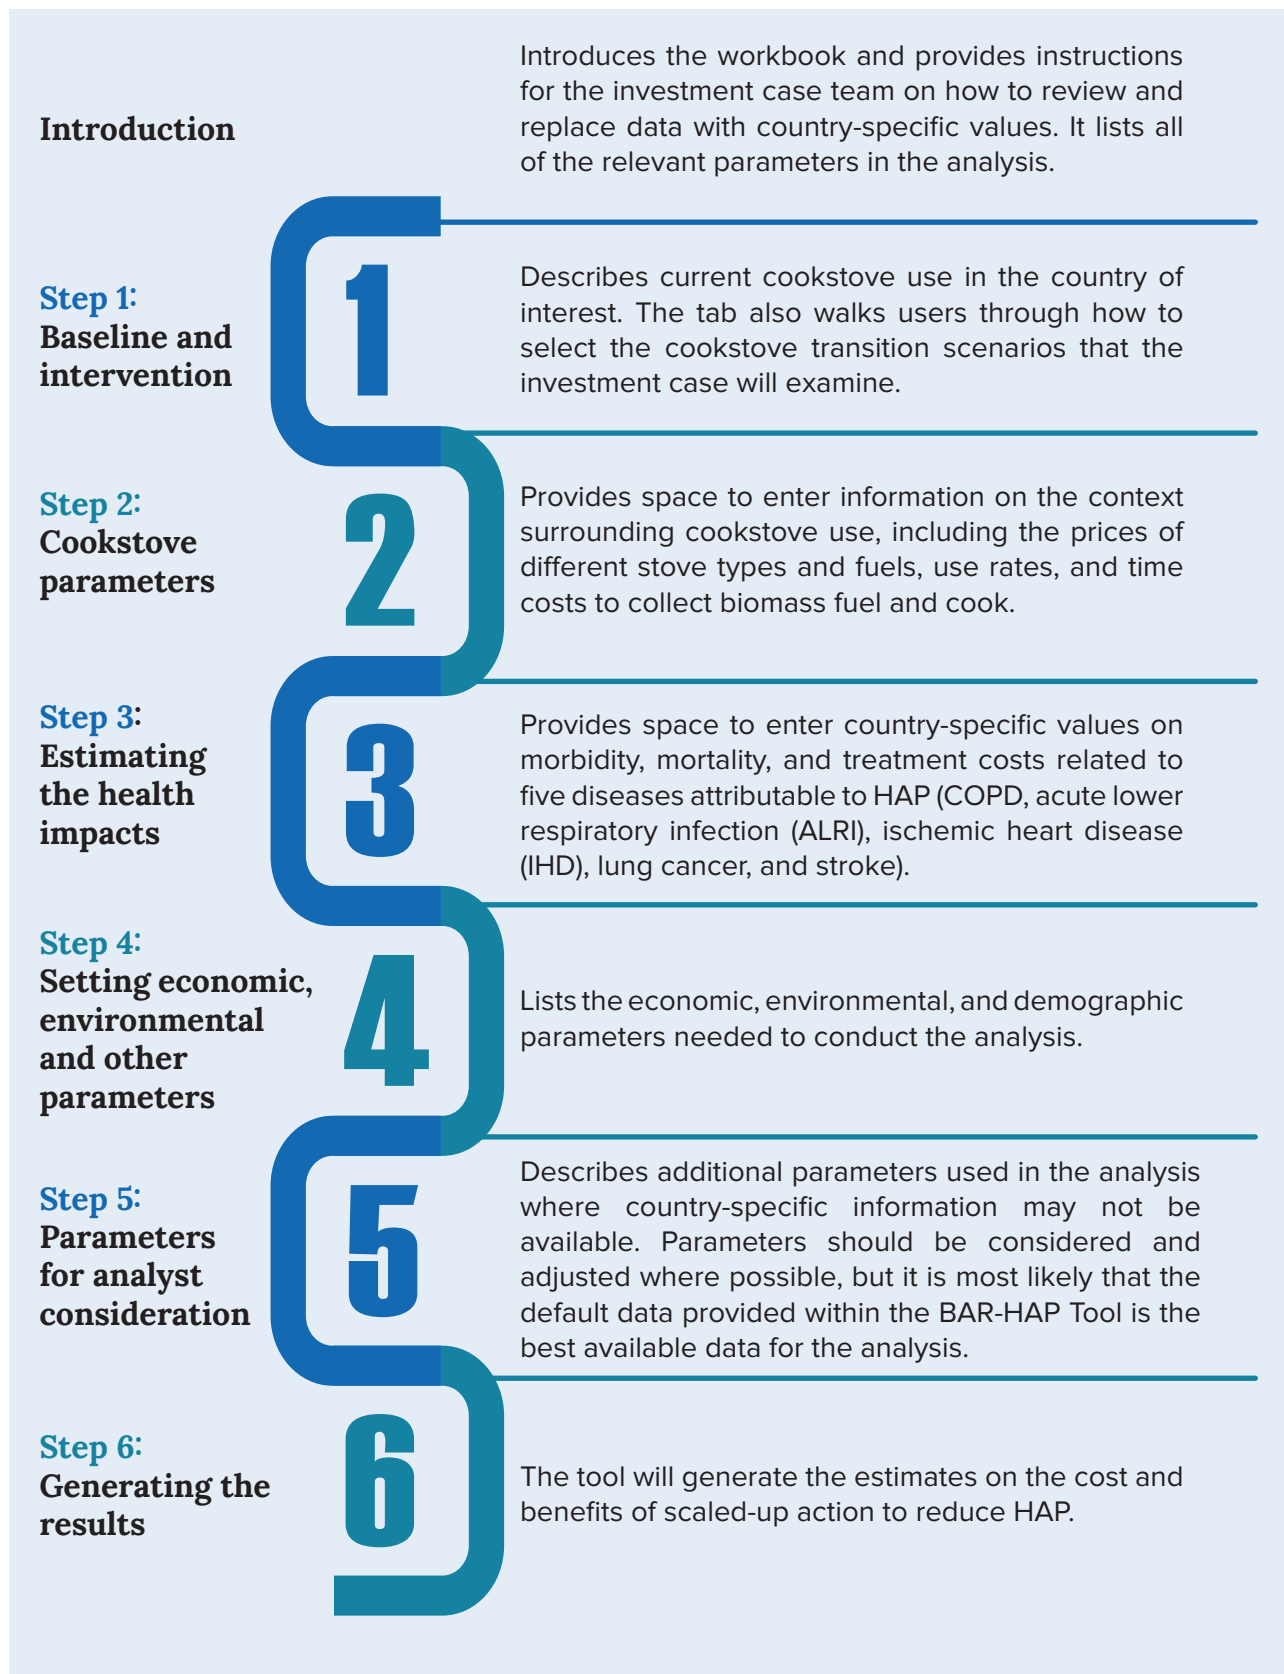 Introduction
Introduces the workbook and provides instructions
for the investment case team on how to review and
replace data with country-specific values. It lists all
of the relevant parameters in the analysis.
Step 1:
Baseline and
intervention
1
Describes current cookstove use in the country of
interest. The tab also walks users through how to
select the cookstove transition scenarios that the
investment case will examine.
Step 2:
Cookstove
parameters
2
Provides space to enter information on the context
surrounding cookstove use, including the prices of
different stove types and fuels, use rates, and time
costs to collect biomass fuel and cook.
Step 3:
Estimating
the health
impacts
3
Provides space to enter country-specific values on
morbidity, mortality, and treatment costs related to
five diseases attributable to HAP (COPD, acute lower
respiratory infection (ALRI), ischemic heart disease
(IHD), lung cancer, and stroke).
Step 4:
Setting economic,
environmental
and other
parameters
4
Lists the economic, environmental, and demographic
parameters needed to conduct the analysis.
Step 5:
Parameters
for analyst
consideration
5
Describes additional parameters used in the analysis
where country-specific information may not be
available. Parameters should be considered and
adjusted where possible, but it is most likely that the
default data provided within the BAR-HAP Tool is the
best available data for the analysis.
Step 6:
Generating the
results
6
The tool will generate the estimates on the cost and
benefits of scaled-up action to reduce HAP.